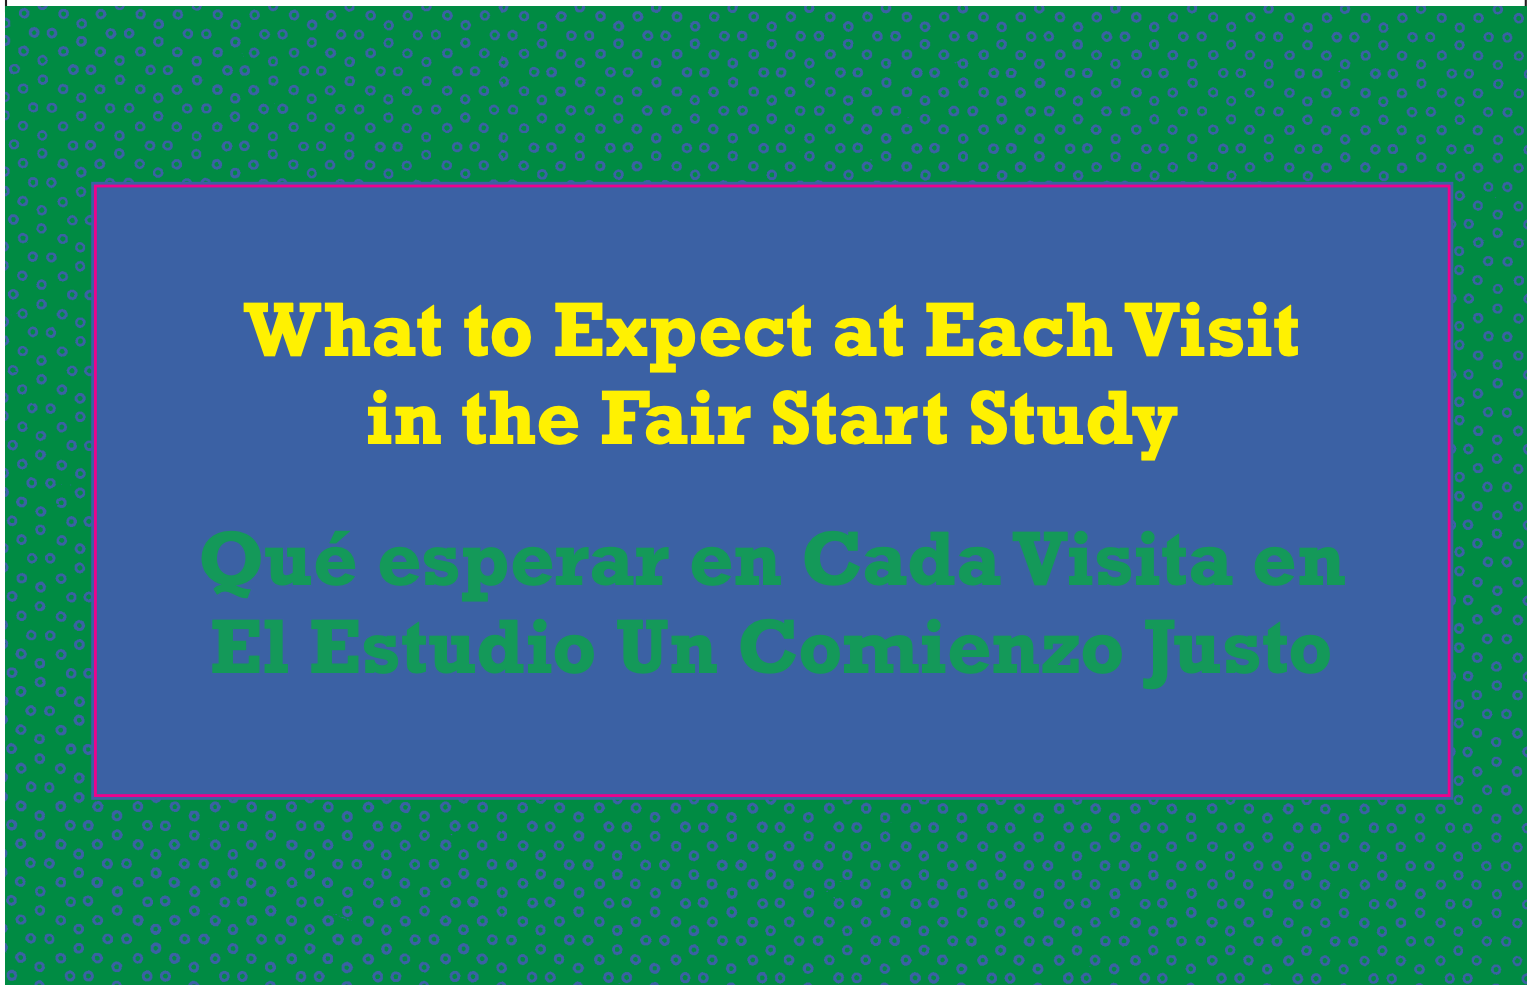 What to Expect at Each Visit
in the Fair Start Study
Qué esperar en Cada Visita en
El Estudio Un Comienzo Justo